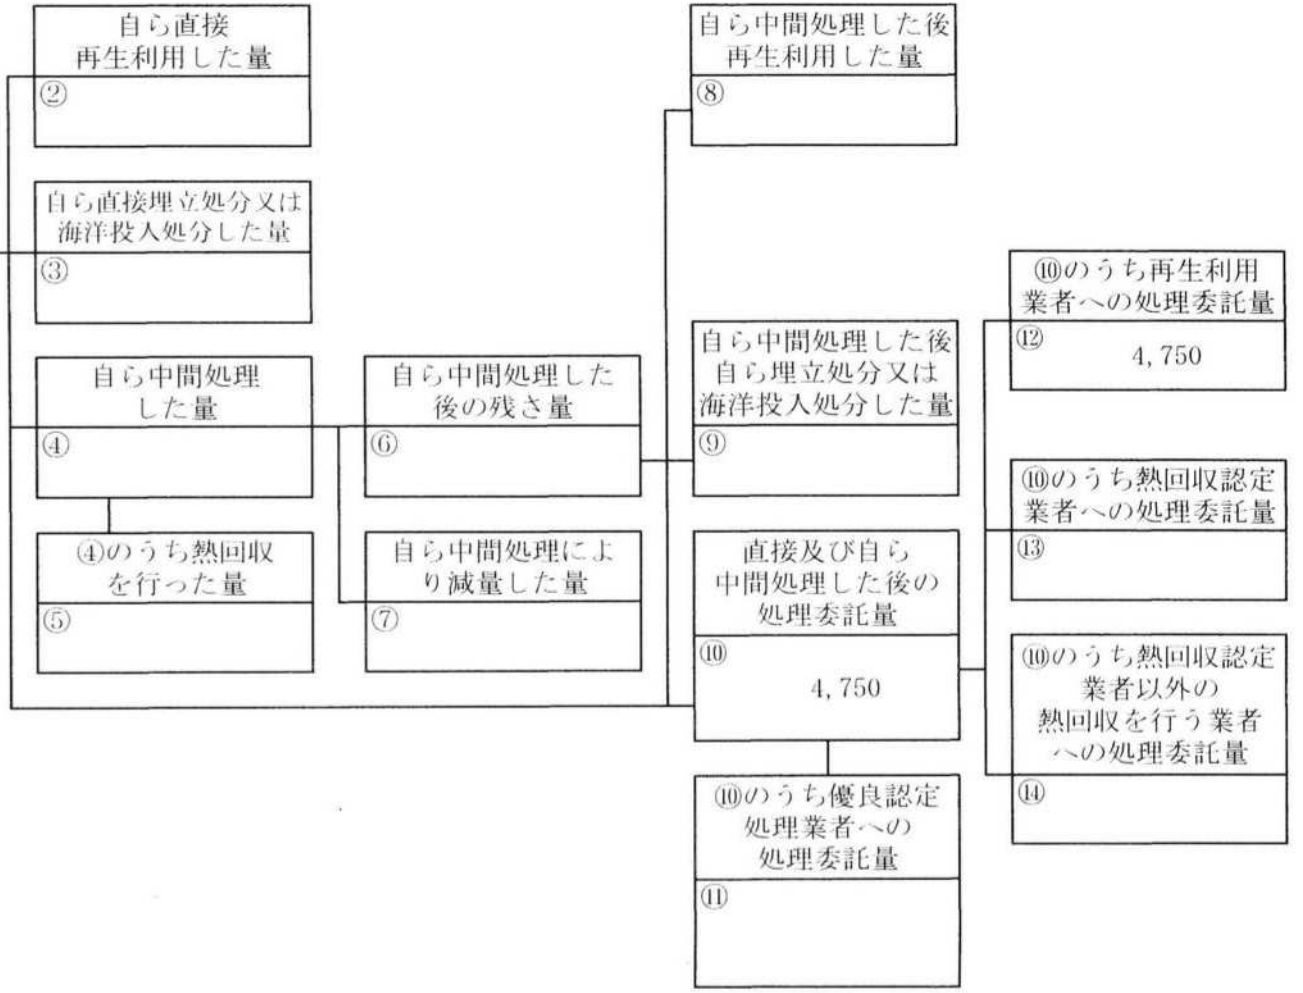 自ら直接
再生利用した量
②
自ら直接埋立処分又は
海洋投入処分した量
③
自ら中間処理
した量
④
④のうち熱回収
を行った量
⑤
自ら中間処理した
後の残さ量
⑥
自ら中間処理によ
り減量した量
⑦
自ら中間処理した後
再生利用した量
⑧
自ら中間処理した後
自ら埋立処分又は
海洋投入処分した量
⑨
直接及び自ら
中間処理した後の
処理委託量
⑩
4,750
⑩のうち優良認定
処理業者への
処理委託量
⑪
⑩のうち再生利用
業者への処理委託量
⑫
4,750
⑩のうち熱回収認定
業者への処理委託量
⑬
⑩のうち熱回収認定
業者以外の
熱回収を行う業者
への処理委託量
⑭